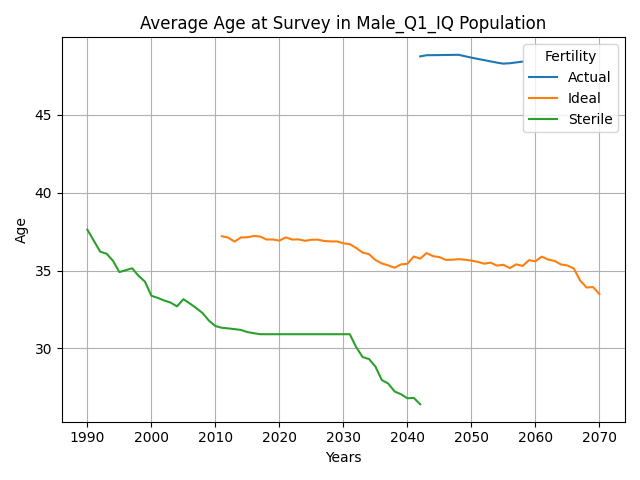 Average Age at Survey in Male_Q1_IQ Population
Fertility
Actual
Ideal
Sterile
45
40
35
30
Age
1990
2000
2010
2020
2030
2040
2050
2060
2070
Years